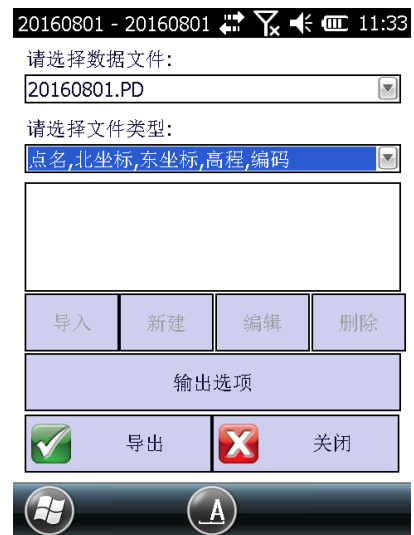 20160801 - 20160801 11:33
请选择数据文件:
20160801.PD
请选择文件类型:
点名,北坐标,东坐标,高程,编码
导入 新建 编辑 删除
输出选项
导出 关闭
A